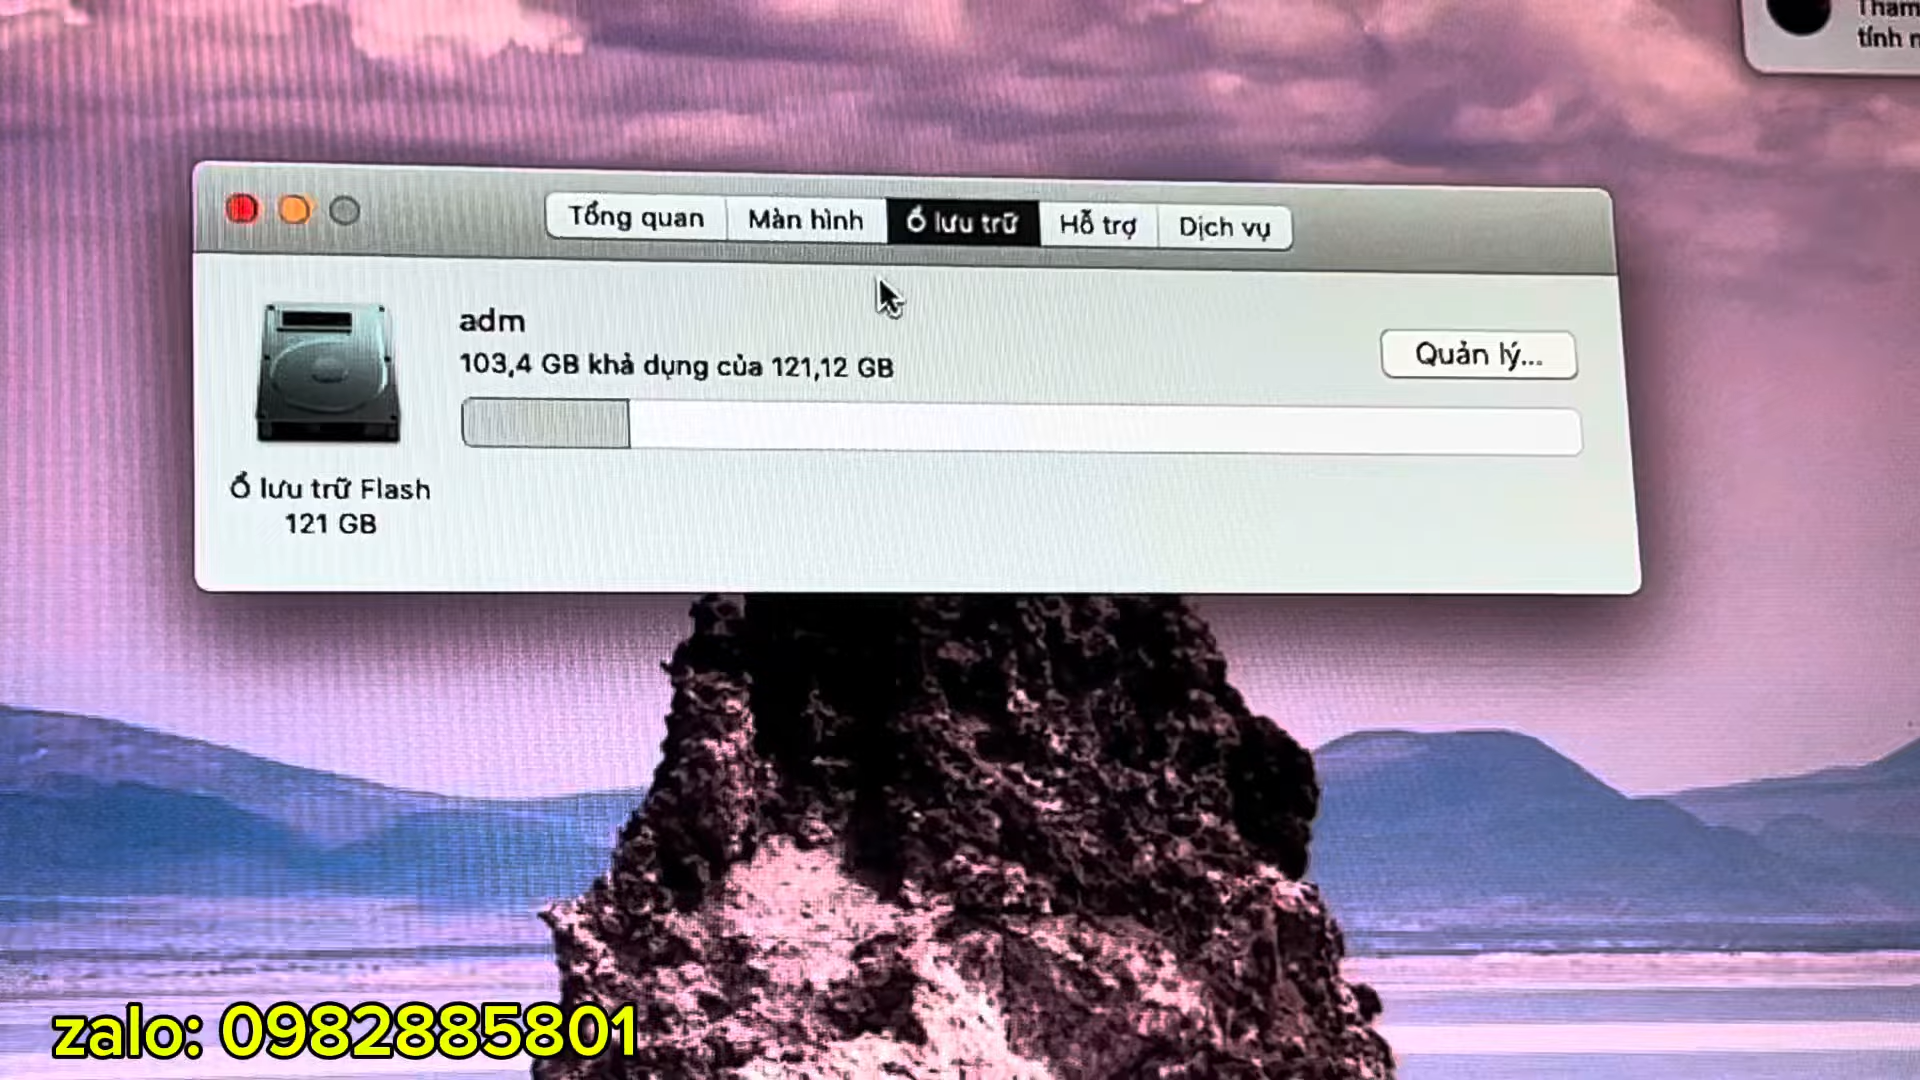 tính
Tổng quan
Màn hình
Ổ lưu trữ
Hỗ trợ
Dịch vụ
adm
103,4 GB khả dụng của 121,12 GB
Quản lý...
Ổ lưu trữ Flash
121 GB
zalo: 0982885801